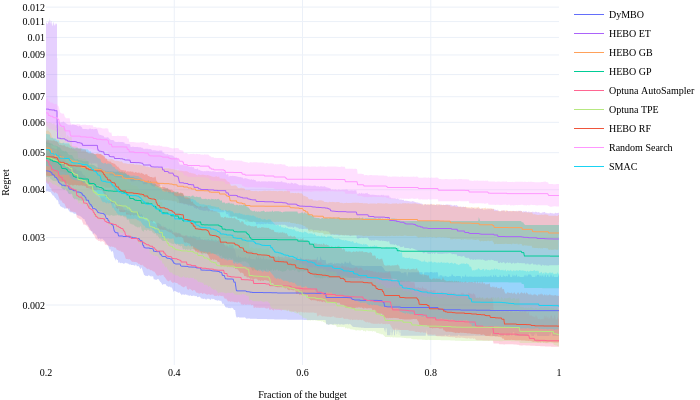 0.012
0.011
0.01
0.009
0.008
0.007
0.006
0.005
0.004
0.003
0.002
Regret
0.2
0.4
0.6
0.8
1
Fraction of the budget
DyMBO
HEBO ET
HEBO GB
HEBO GP
Optuna AutoSampler
Optuna TPE
HEBO RF
Random Search
SMAC